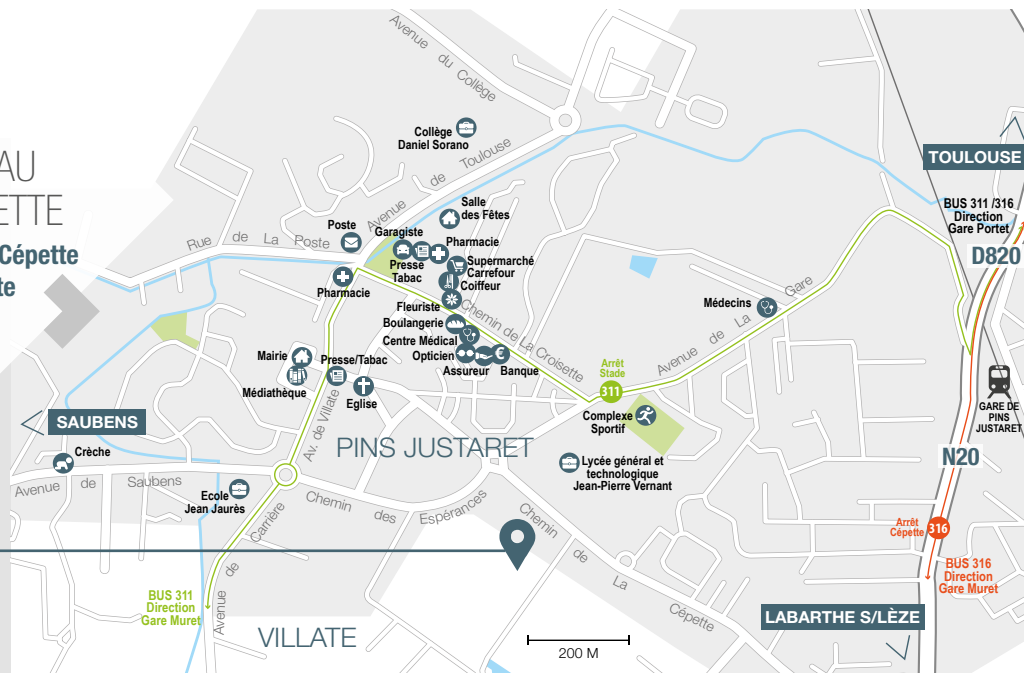 AU
ETTE
Cépette
te
Avenue du Collège
Collège
Daniel Sorano
Avenue de Toulouse
TOULOUSE
Salle
des Fêtes
BUS 311 /316
Direction
Gare Portet
D820
Rue de La Poste
Poste
Garagiste
Pharmacie
Presse
Tabac
Supermarché
Carrefour
Coiffeur
Pharmacie
Fleuriste
Boulangerie
Centre Médical
Opticien
Assureur
Banque
Chemin de La Croisette
Médecins
Avenue de La Gare
Mairie
Médiathèque
Presse/Tabac
Eglise
Av. de Villate
Arrêt
Stade
311
Complexe
Sportif
GARE DE
PINS
JUSTARET
SAUBENS
PINS JUSTARET
Crèche
Avenue de Saubens
Lycée général et
technologique
Jean-Pierre Vernant
N20
Ecole
Jean Jaurès
Chemin des Espérances
Avenue de Carrière
Chemin de La Cépette
Arrêt
Cépette
316
BUS 316
Direction
Gare Muret
BUS 311
Direction
Gare Muret
LABARTHE S/LÈZE
VILLATE
200 M